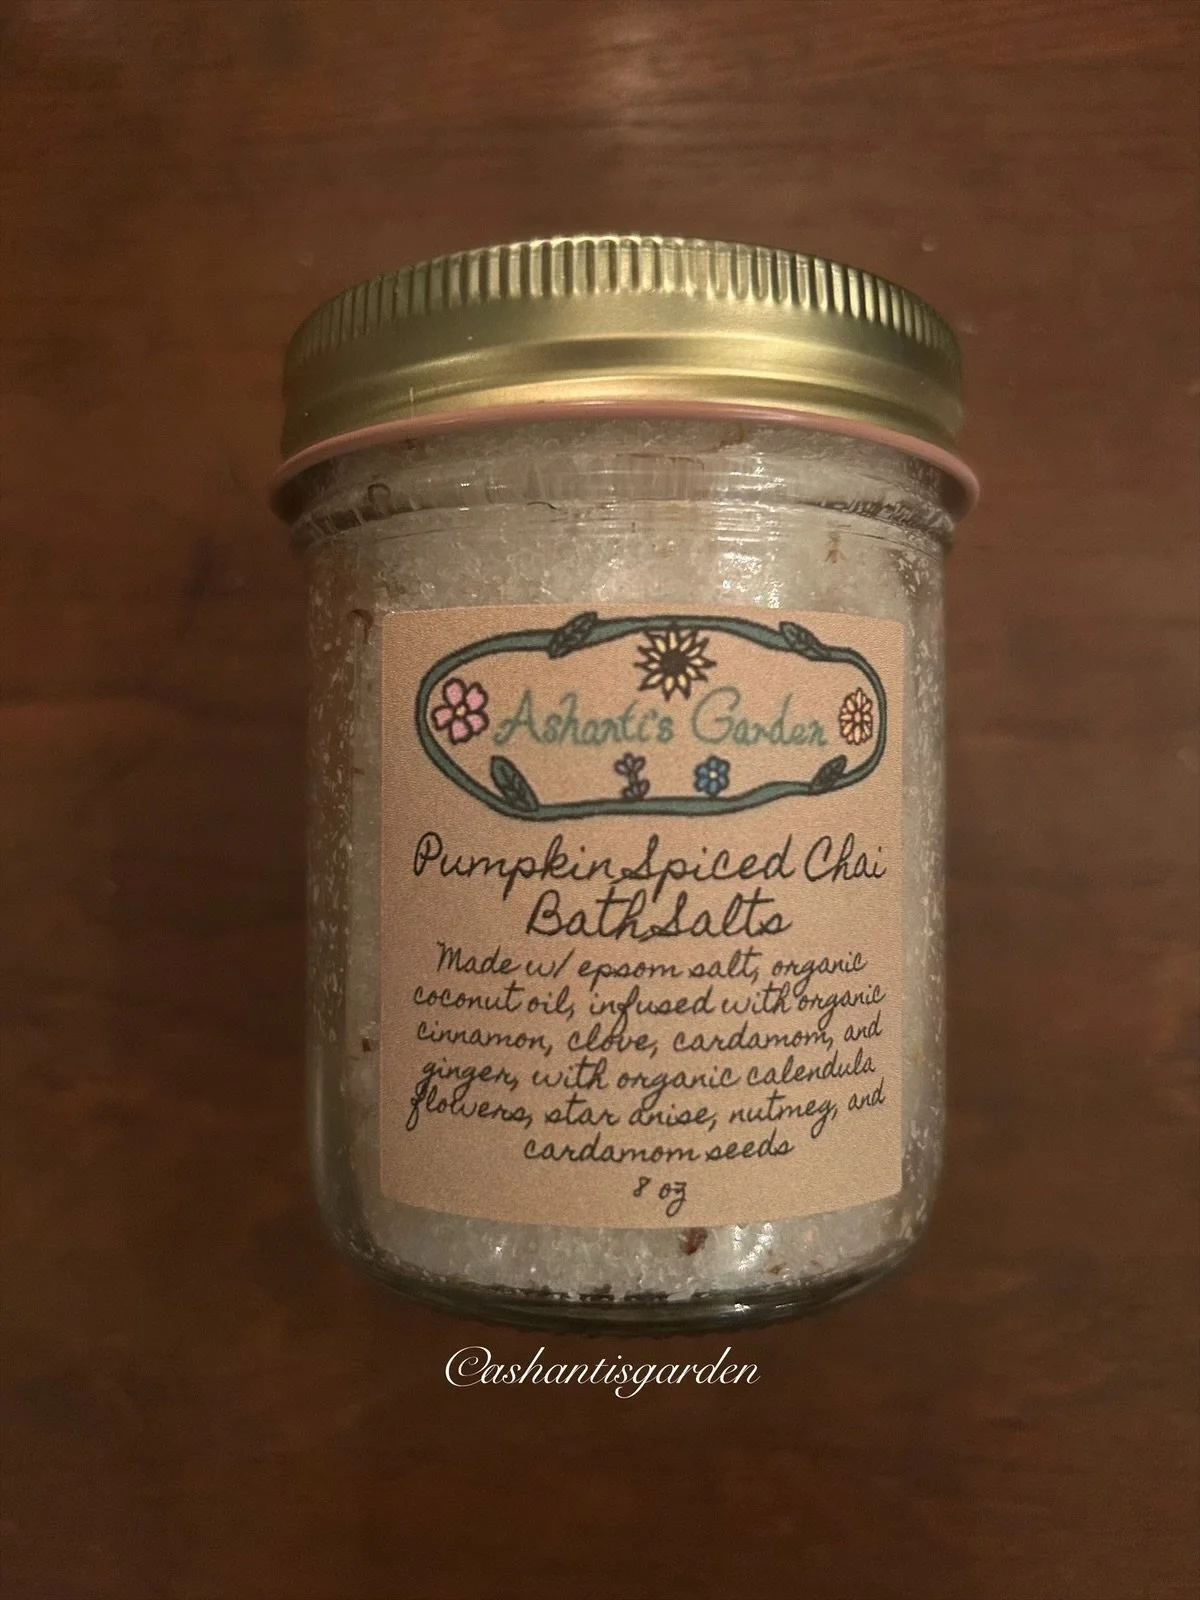 Ashanti's Garden
Pumpkin Spiced Chai
Bath Salts
Made w/ epsom salt, organic
coconut oil, infused with organic
cinnamon, clove, cardamom, and
ginger, with organic calendula
flowers, star anise, nutmeg, and
cardamom seeds
8 oz
@ashantisgarden